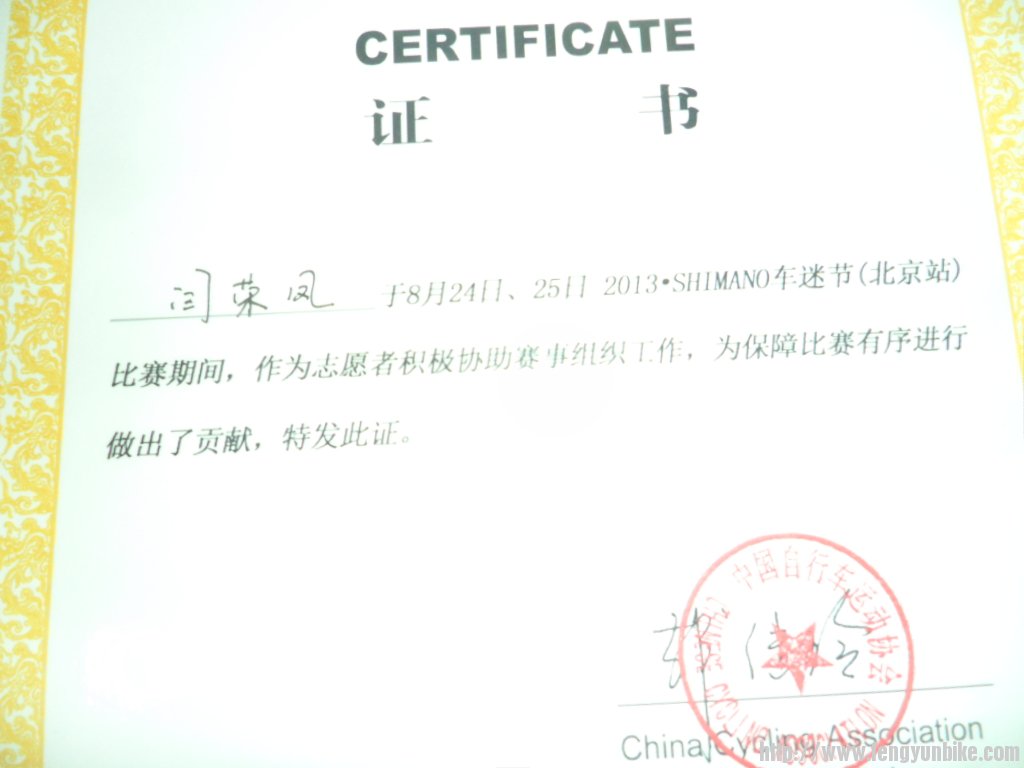 CERTIFICATE
证 书
闫荣凤 于8月24日、25日 2013•SHIMANO车迷节(北京站)
比赛期间，作为志愿者积极协助赛事组织工作，为保障比赛有序进行
做出了贡献，特发此证。
中国自行车运动协会
China Cycling Association
http://www.fengyunbike.com